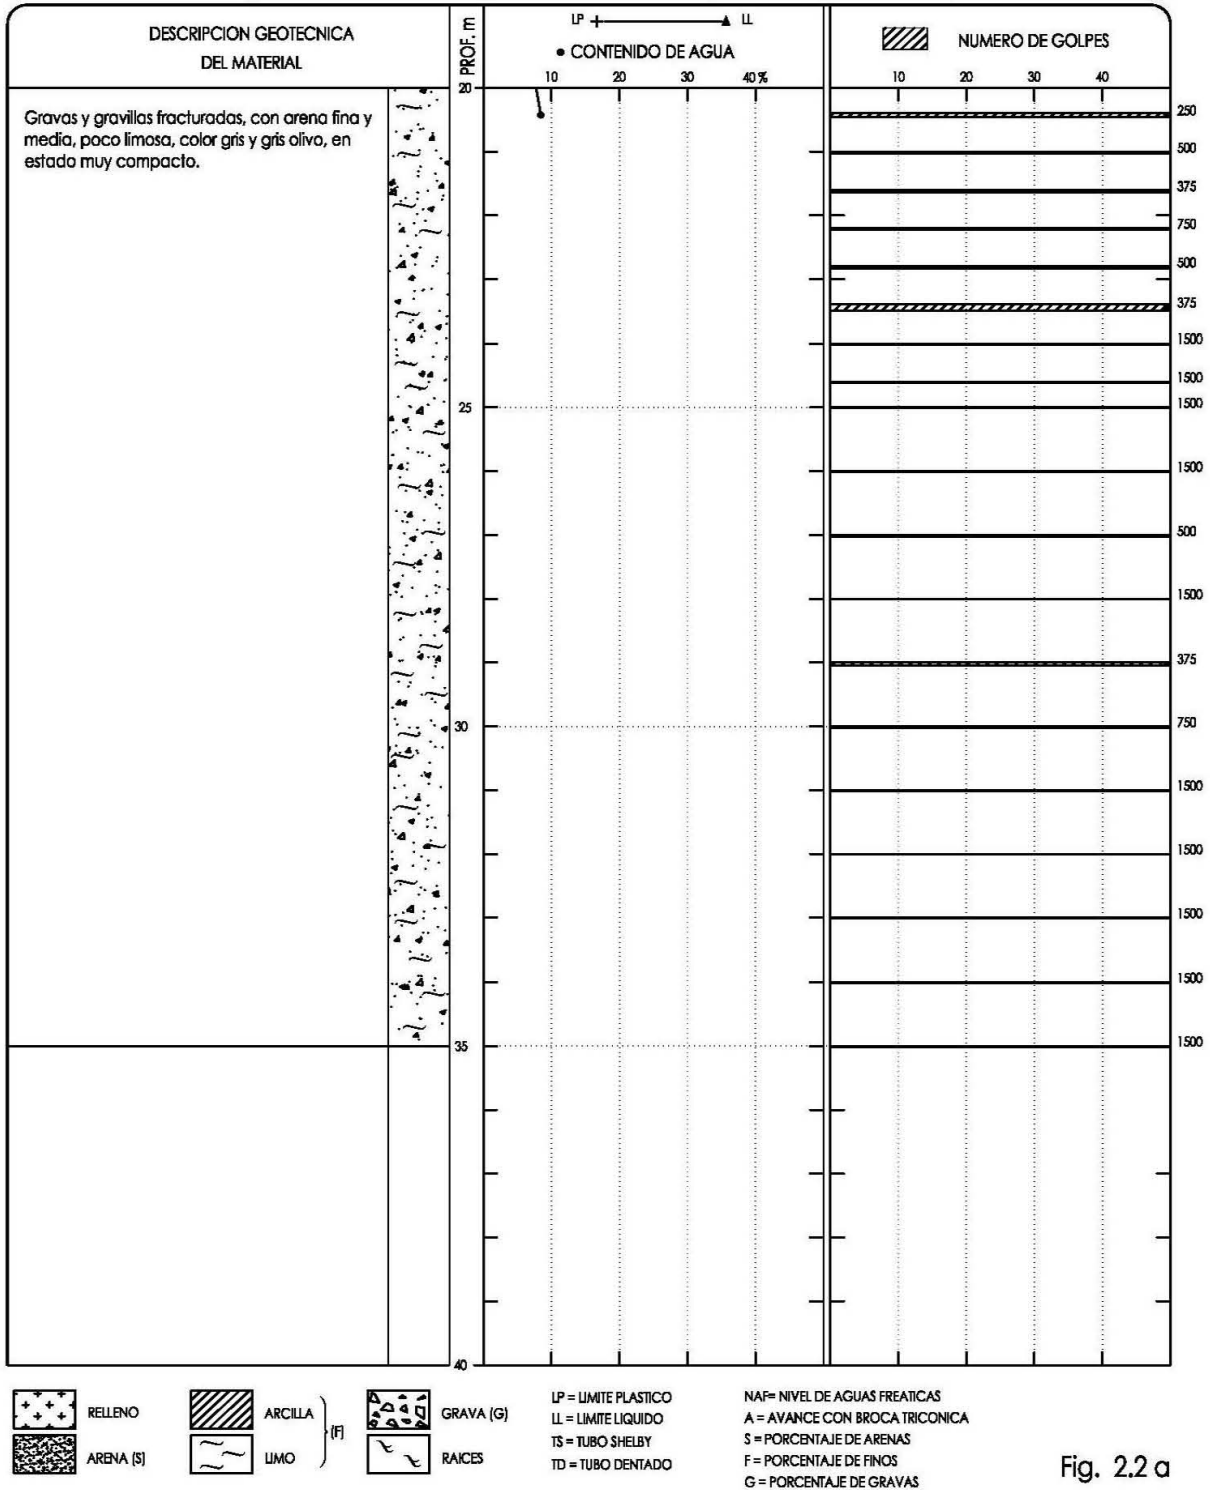 DESCRIPCION GEOTECNICA
DEL MATERIAL
PROF. m
LP LL
CONTENIDO DE AGUA
10 20 30 40 %
NUMERO DE GOLPES
10 20 30 40
Gravas y gravillas fracturadas, con arena fina y
media, poco limosa, color gris y gris olivo, en
estado muy compacto.
20
25
30
35
40
250
500
375
750
500
375
1500
1500
1500
1500
500
1500
375
750
1500
1500
1500
1500
1500
RELLENO
ARENA (S)
ARCILLA
LIMO
(F)
GRAVA (G)
RAICES
LP = LIMITE PLASTICO
LL = LIMITE LIQUIDO
TS = TUBO SHELBY
TD = TUBO DENTADO
NAF= NIVEL DE AGUAS FREATICAS
A = AVANCE CON BROCA TRICONICA
S = PORCENTAJE DE ARENAS
F = PORCENTAJE DE FINOS
G = PORCENTAJE DE GRAVAS
Fig. 2.2 a